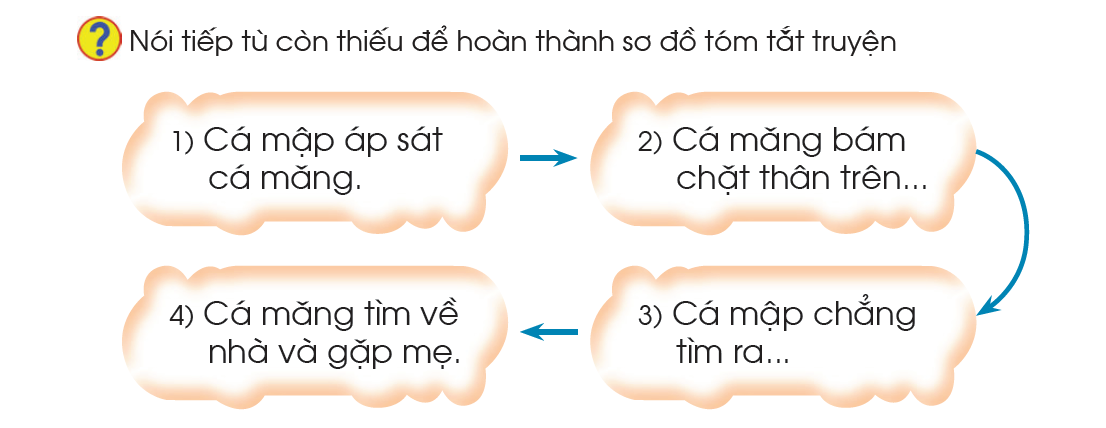 Nói tiếp từ còn thiếu để hoàn thành sơ đồ tóm tắt truyện
1) Cá mập áp sát
cá măng.
2) Cá măng bám
chặt thân trên...
3) Cá mập chẳng
tìm ra...
4) Cá măng tìm về
nhà và gặp mẹ.